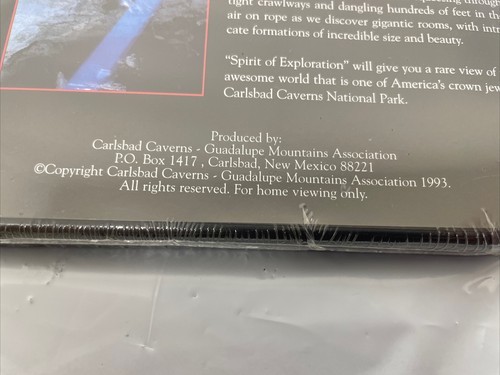 tight crawlways and dangling hundreds of feet in th
air on rope as we discover gigantic rooms, with intr
cate formations of incredible size and beauty.
"Spirit of Exploration" will give you a rare view of
awesome world that is one of America's crown jew
Carlsbad Caverns National Park.
Produced by:
Carlsbad Caverns - Guadalupe Mountains Association
P.O. Box 1417 , Carlsbad, New Mexico 88221
©Copyright Carlsbad Caverns - Guadalupe Mountains Association 1993.
All rights reserved. For home viewing only.